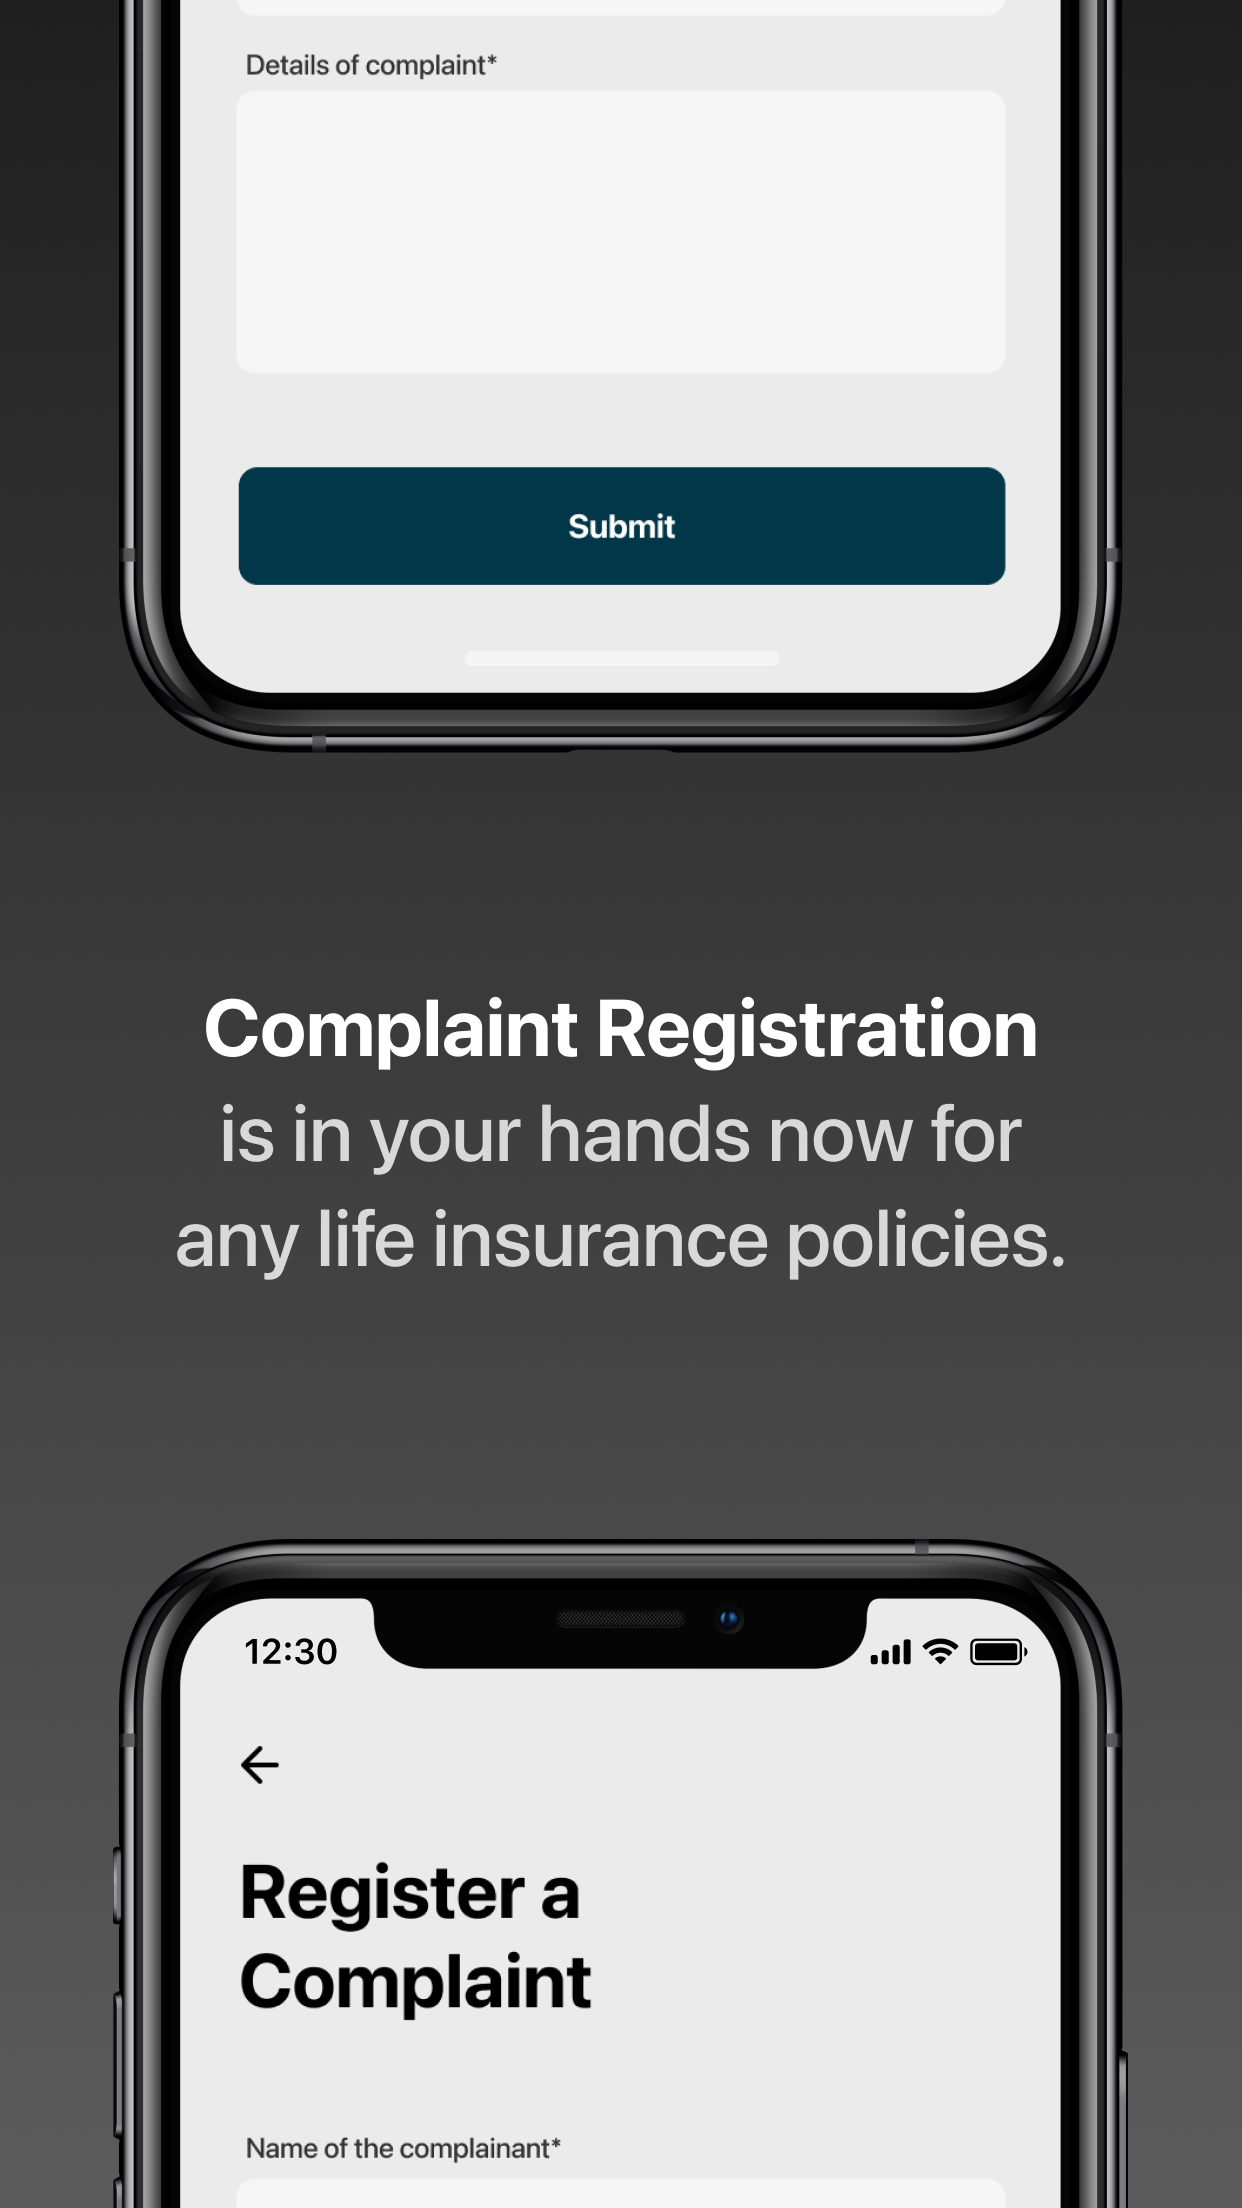 Details of complaint*
Submit
Complaint Registration
is in your hands now for
any life insurance policies.
12:30
Register a
Complaint
Name of the complainant*